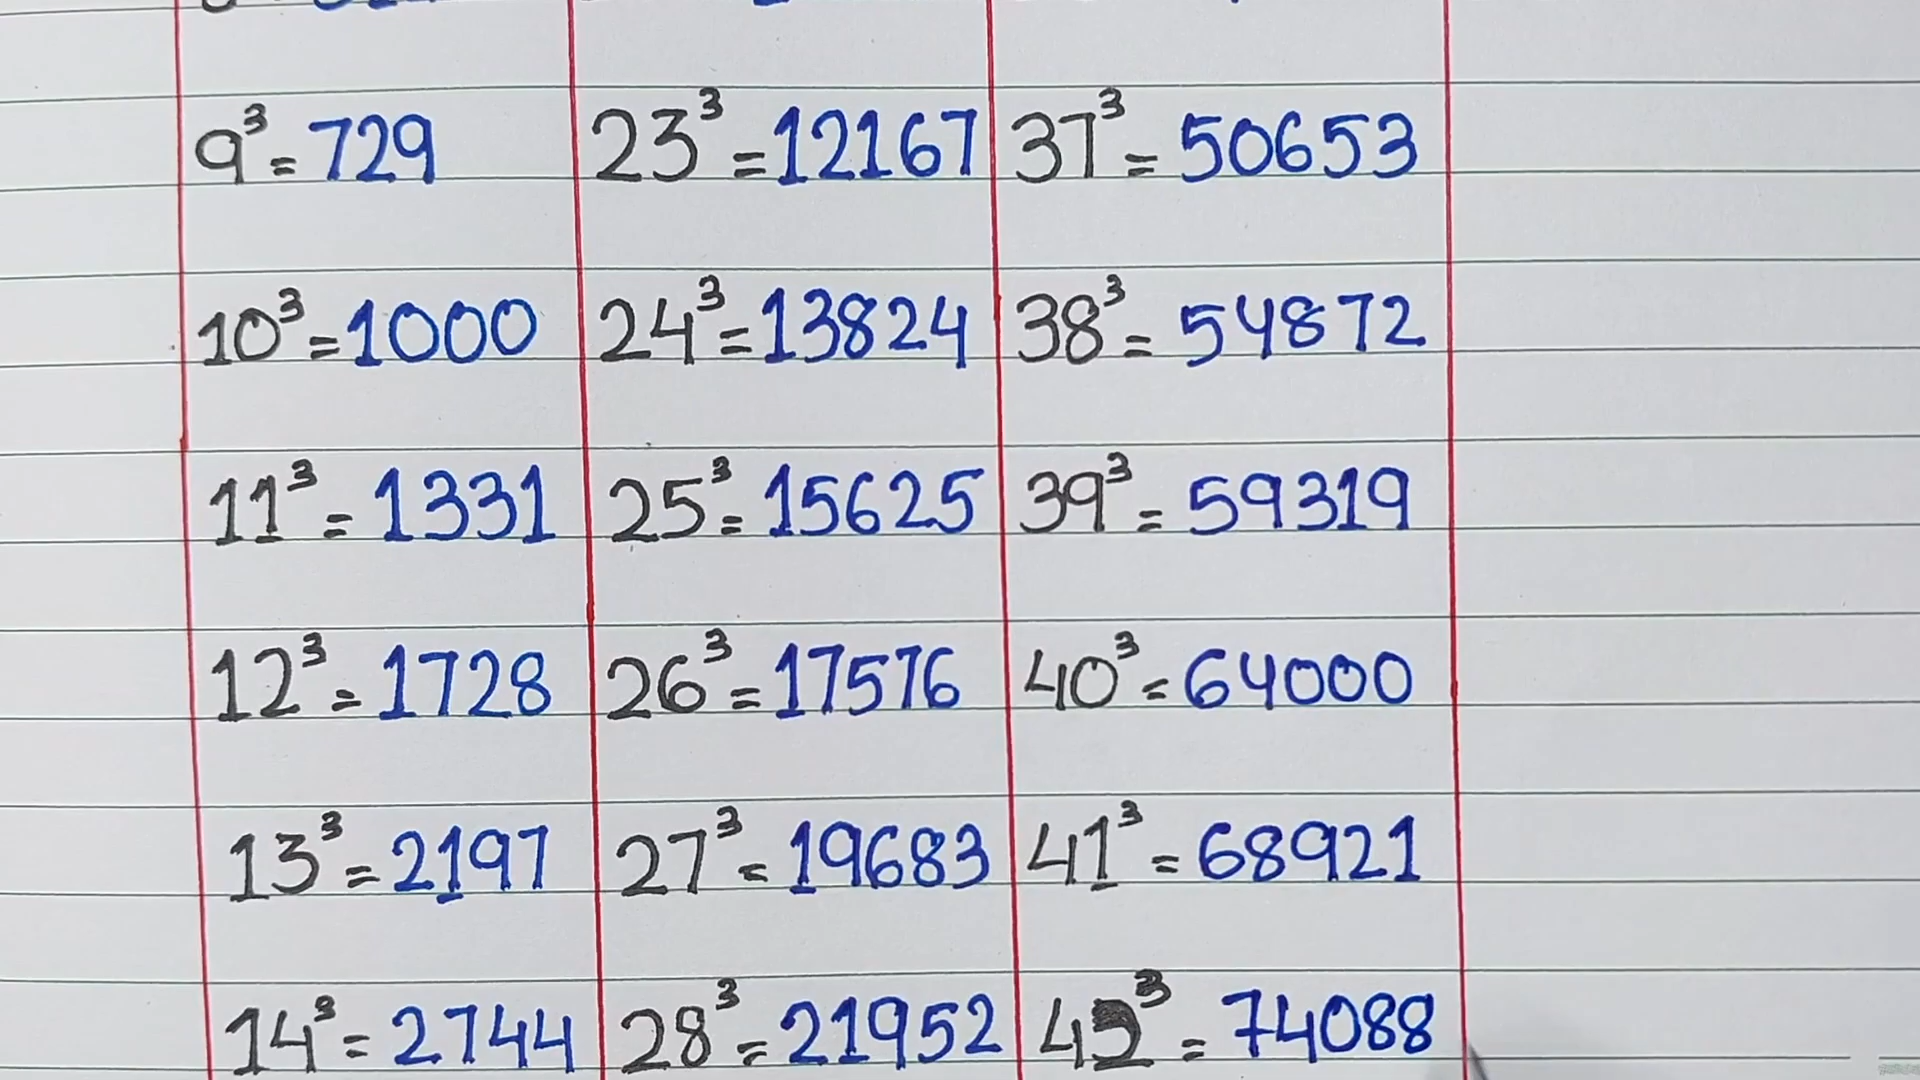 9³ = 729 23³ = 12167 37³ = 50653
10³ = 1000 24³ = 13824 38³ = 54872
11³ = 1331 25³ = 15625 39³ = 59319
12³ = 1728 26³ = 17576 40³ = 64000
13³ = 2197 27³ = 19683 41³ = 68921
14³ = 2744 28³ = 21952 42³ = 74088